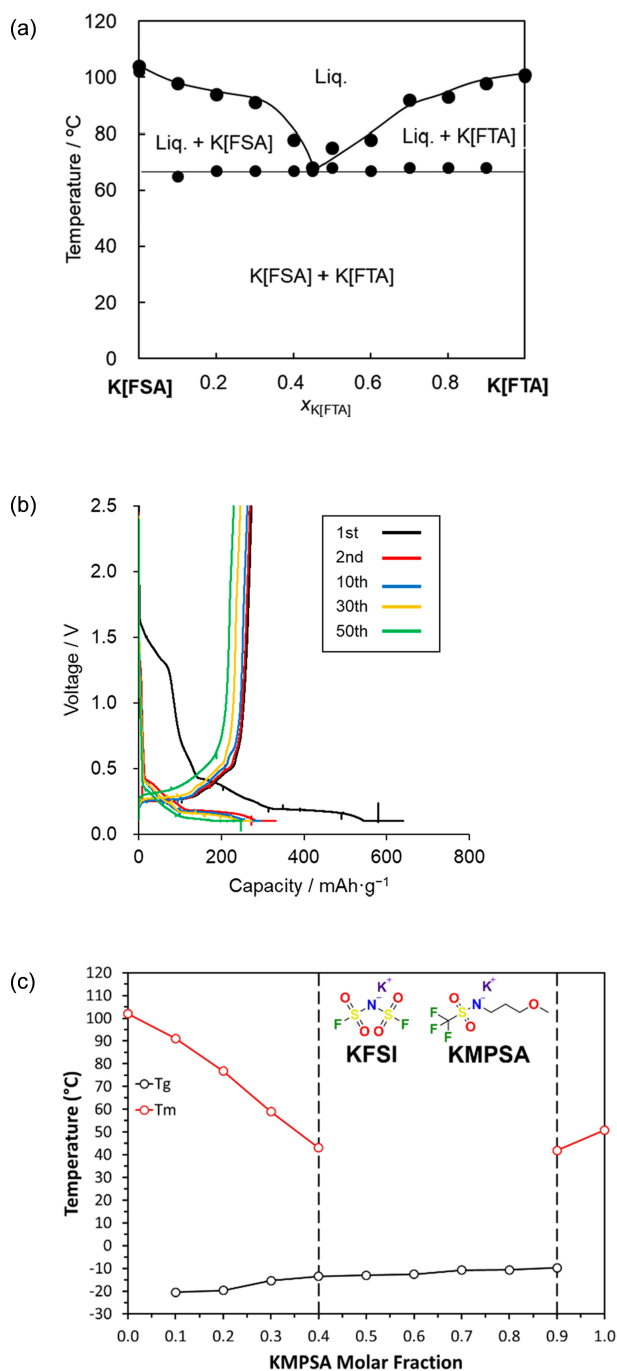 (a)
120
100
80
60
40
20
0
Temperature / °C
Liq.
Liq. + K[FSA]
Liq. + K[FTA]
K[FSA] + K[FTA]
K[FSA]
0.2
0.4
0.6
0.8
K[FTA]
xK[FTA]
(b)
2.5
2.0
1.5
1.0
0.5
0.0
Voltage / V
1st
2nd
10th
30th
50th
0
200
400
600
800
Capacity / mAh·g⁻¹
(c)
120
110
100
90
80
70
60
50
40
30
20
10
0
-10
-20
-30
Temperature (°C)
Tg
Tm
K+
O
N-
O
S
S
F
O
O
F
KFSI
K+
O
N-
O
F
S
F
O
F
KMPSA
0.0
0.1
0.2
0.3
0.4
0.5
0.6
0.7
0.8
0.9
1.0
KMPSA Molar Fraction